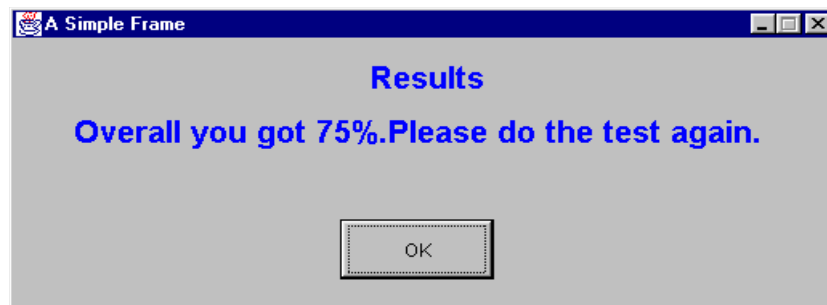 A Simple Frame
Results
Overall you got 75%.Please do the test again.
OK